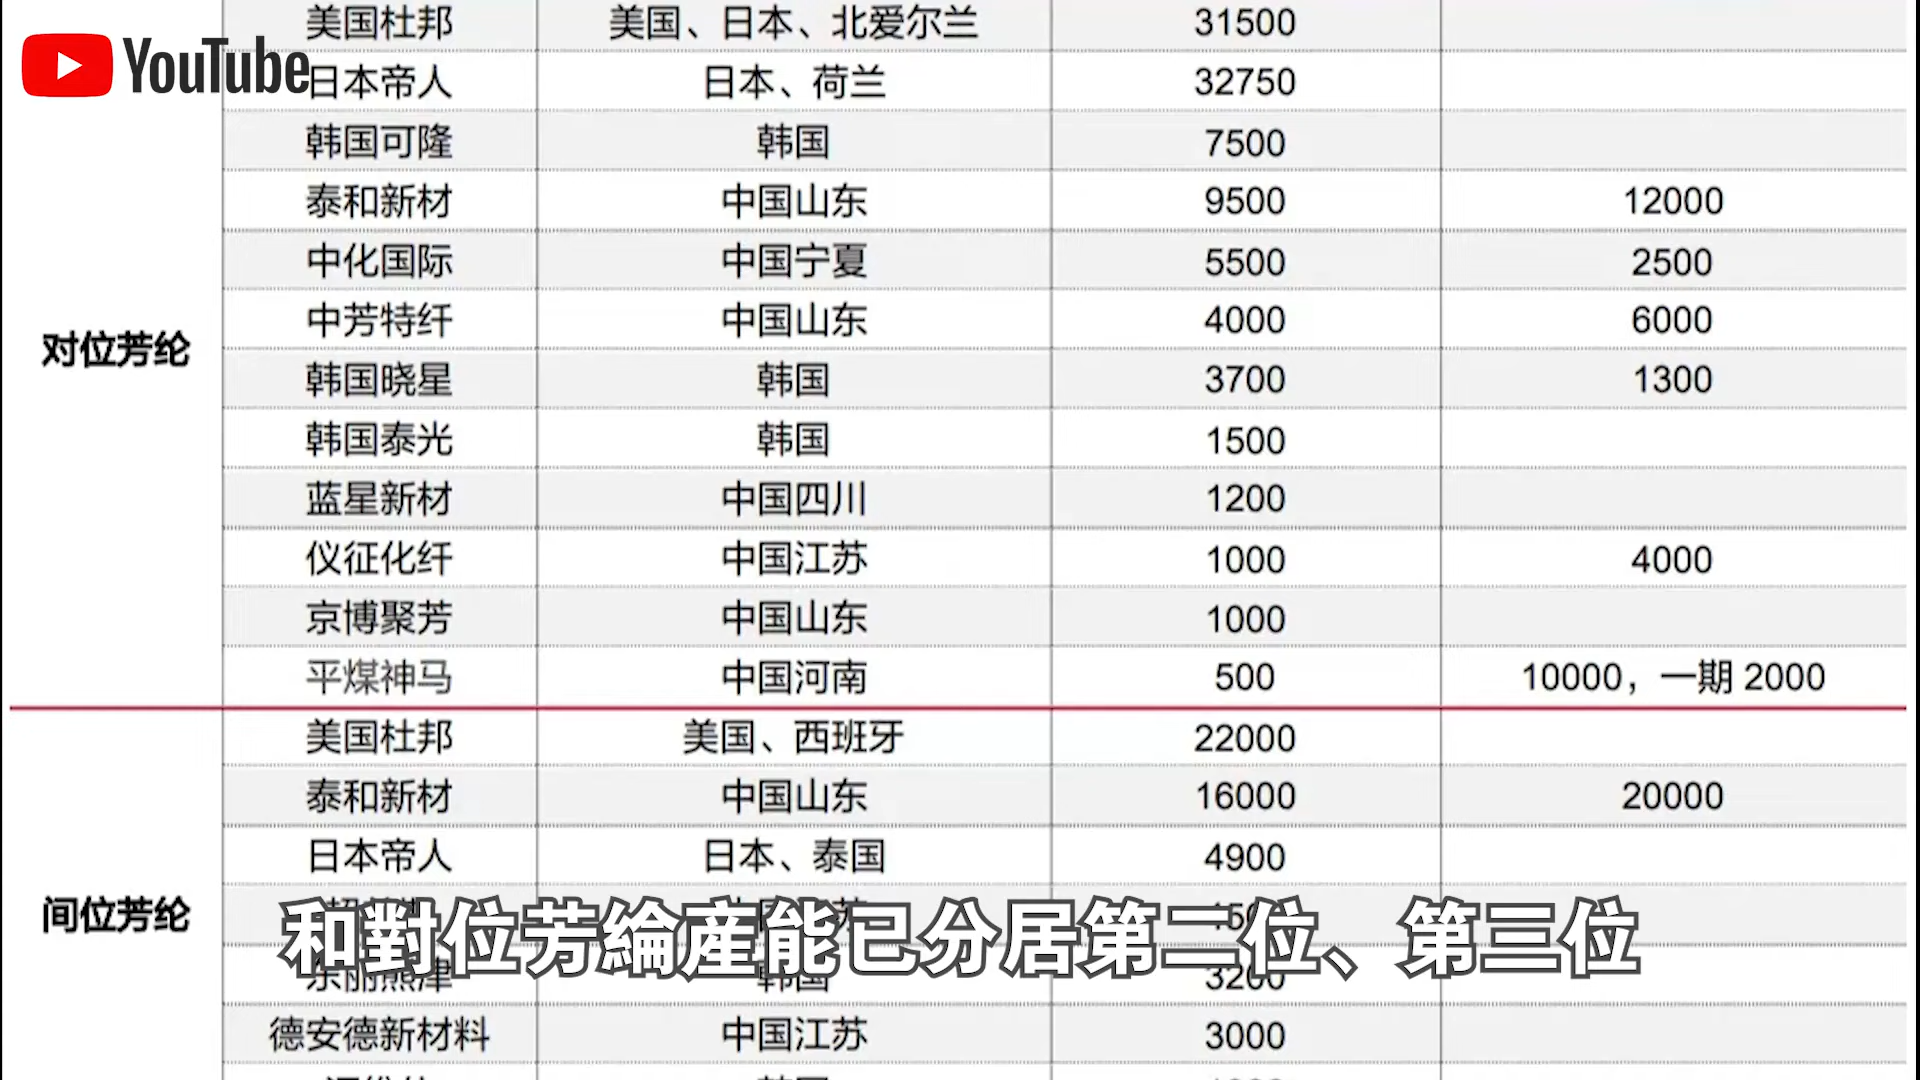 YouTube
美国杜邦 美国、日本、北爱尔兰 31500
日本帝人 日本、荷兰 32750
韩国可隆 韩国 7500
泰和新材 中国山东 9500 12000
中化国际 中国宁夏 5500 2500
中芳特纤 中国山东 4000 6000
对位芳纶
韩国晓星 韩国 3700 1300
韩国泰光 韩国 1500
蓝星新材 中国四川 1200
仪征化纤 中国江苏 1000 4000
京博聚芳 中国山东 1000
平煤神马 中国河南 500 10000，一期 2000
美国杜邦 美国、西班牙 22000
泰和新材 中国山东 16000 20000
日本帝人 日本、泰国 4900
间位芳纶
和對位芳綸産能已分居第二位、第三位
东丽熊津 韩国 3200
德安德新材料 中国江苏 3000